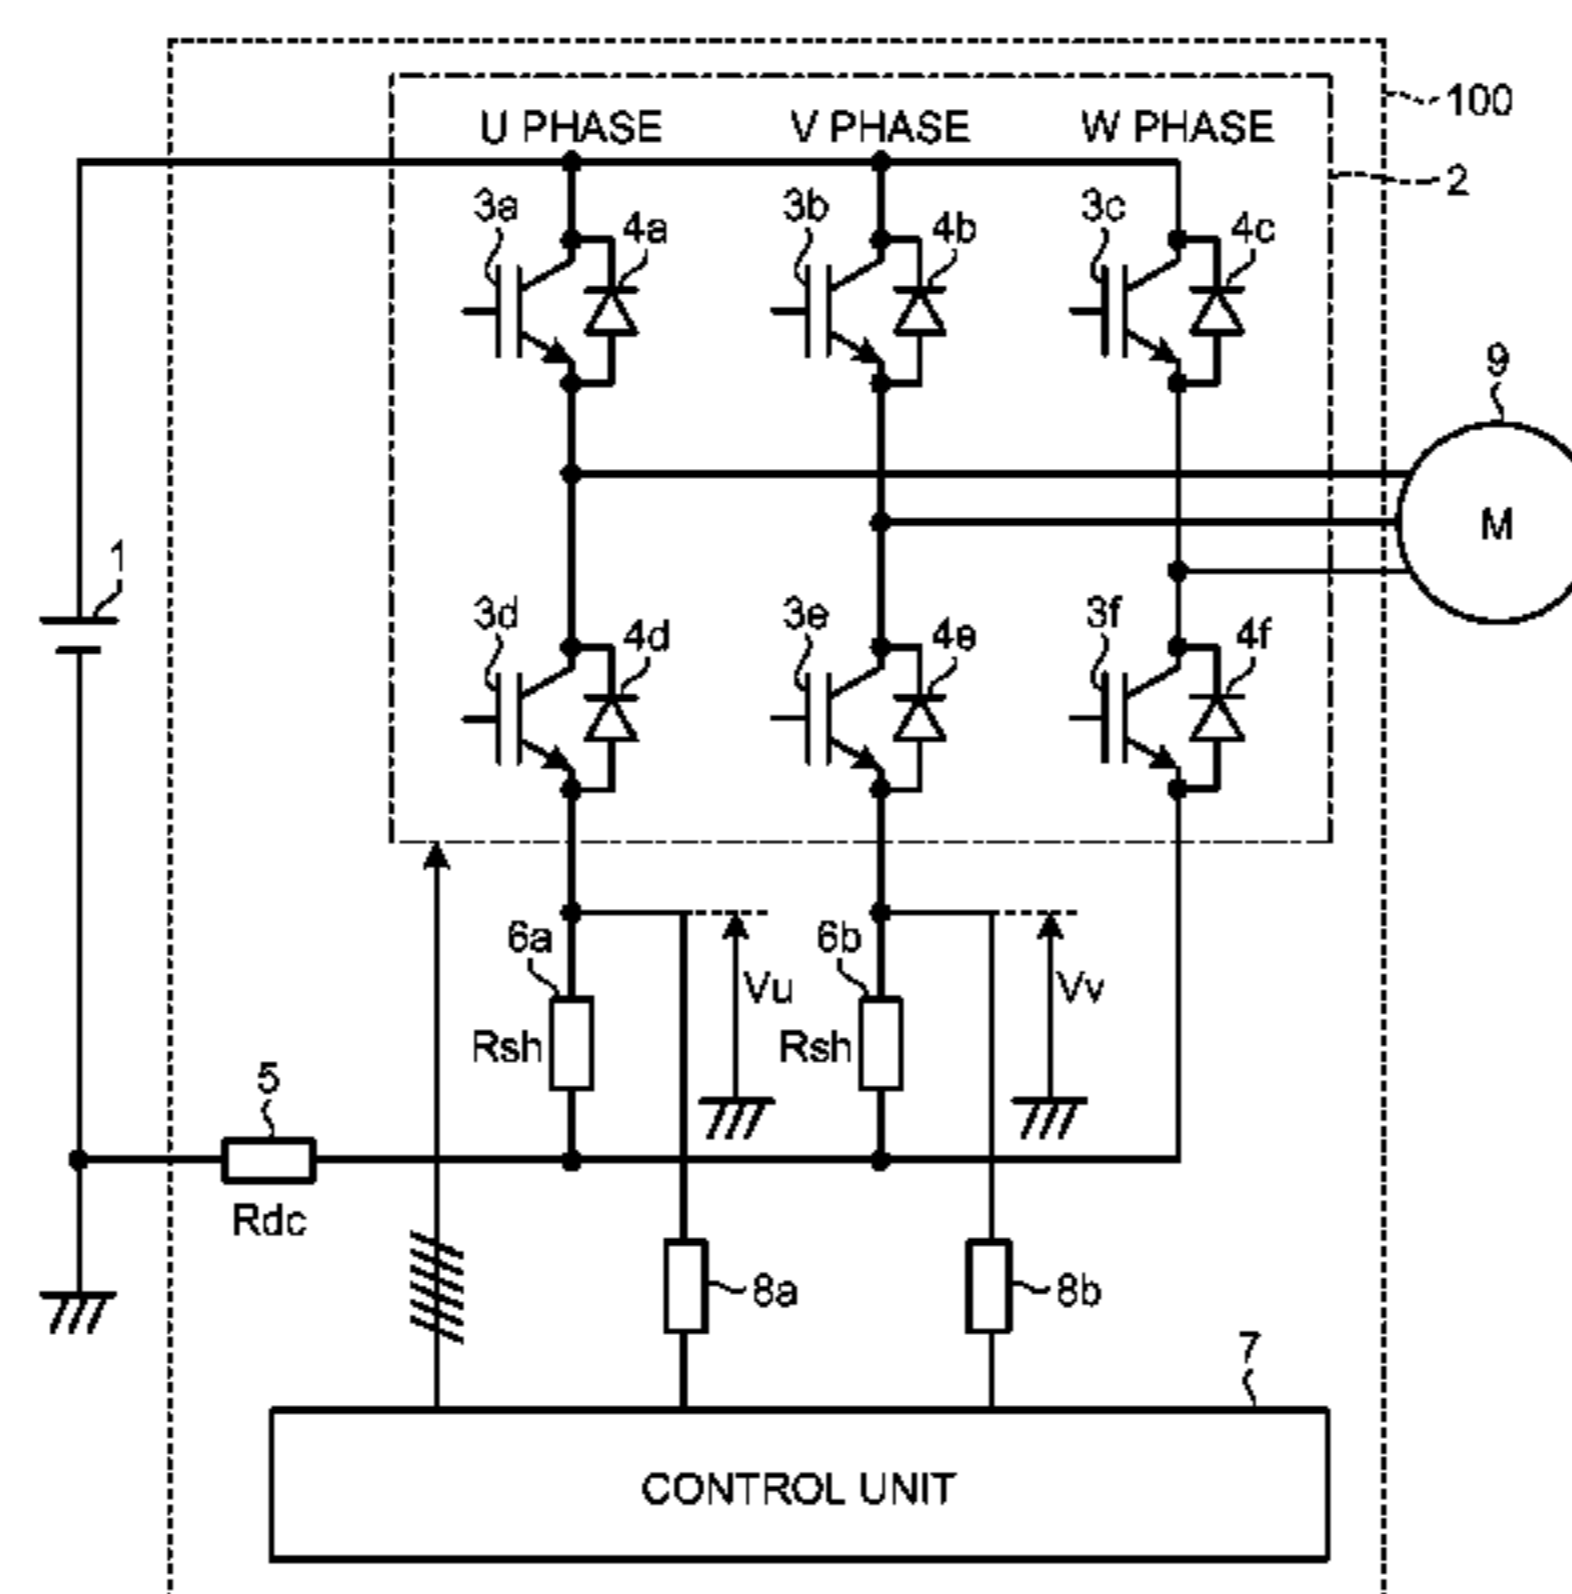 100
U PHASE V PHASE W PHASE
2
3a 4a 3b 4b 3c 4c
9
M
1
3d 4d 3e 4e 3f 4f
6a Vu 6b Vv
Rsh Rsh
5
Rdc
8a 8b
7
CONTROL UNIT